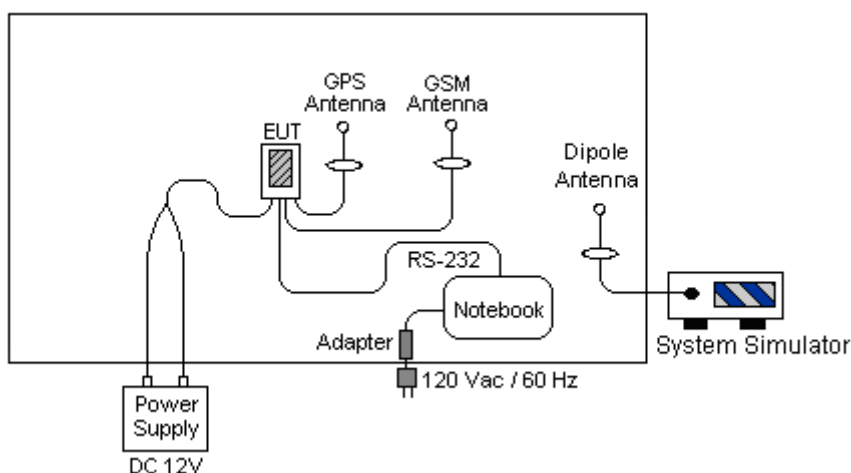 GPS
Antenna
GSM
Antenna
EUT
Dipole
Antenna
RS-232
Notebook
Adapter
System Simulator
120 Vac / 60 Hz
Power
Supply
DC 12V